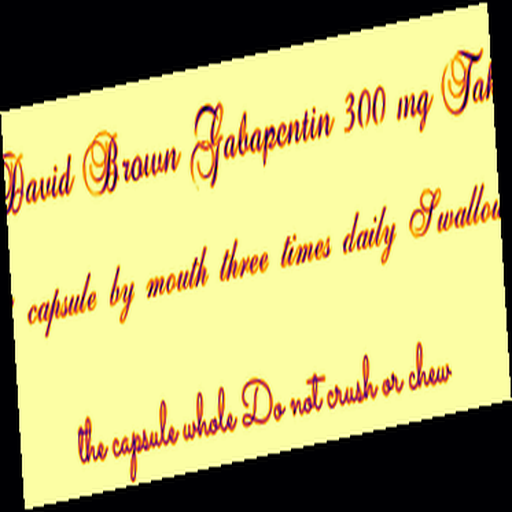 David Brown Gabapentin 300 mg
capsule by mouth three times daily
the capsule whole Do not crush or chew